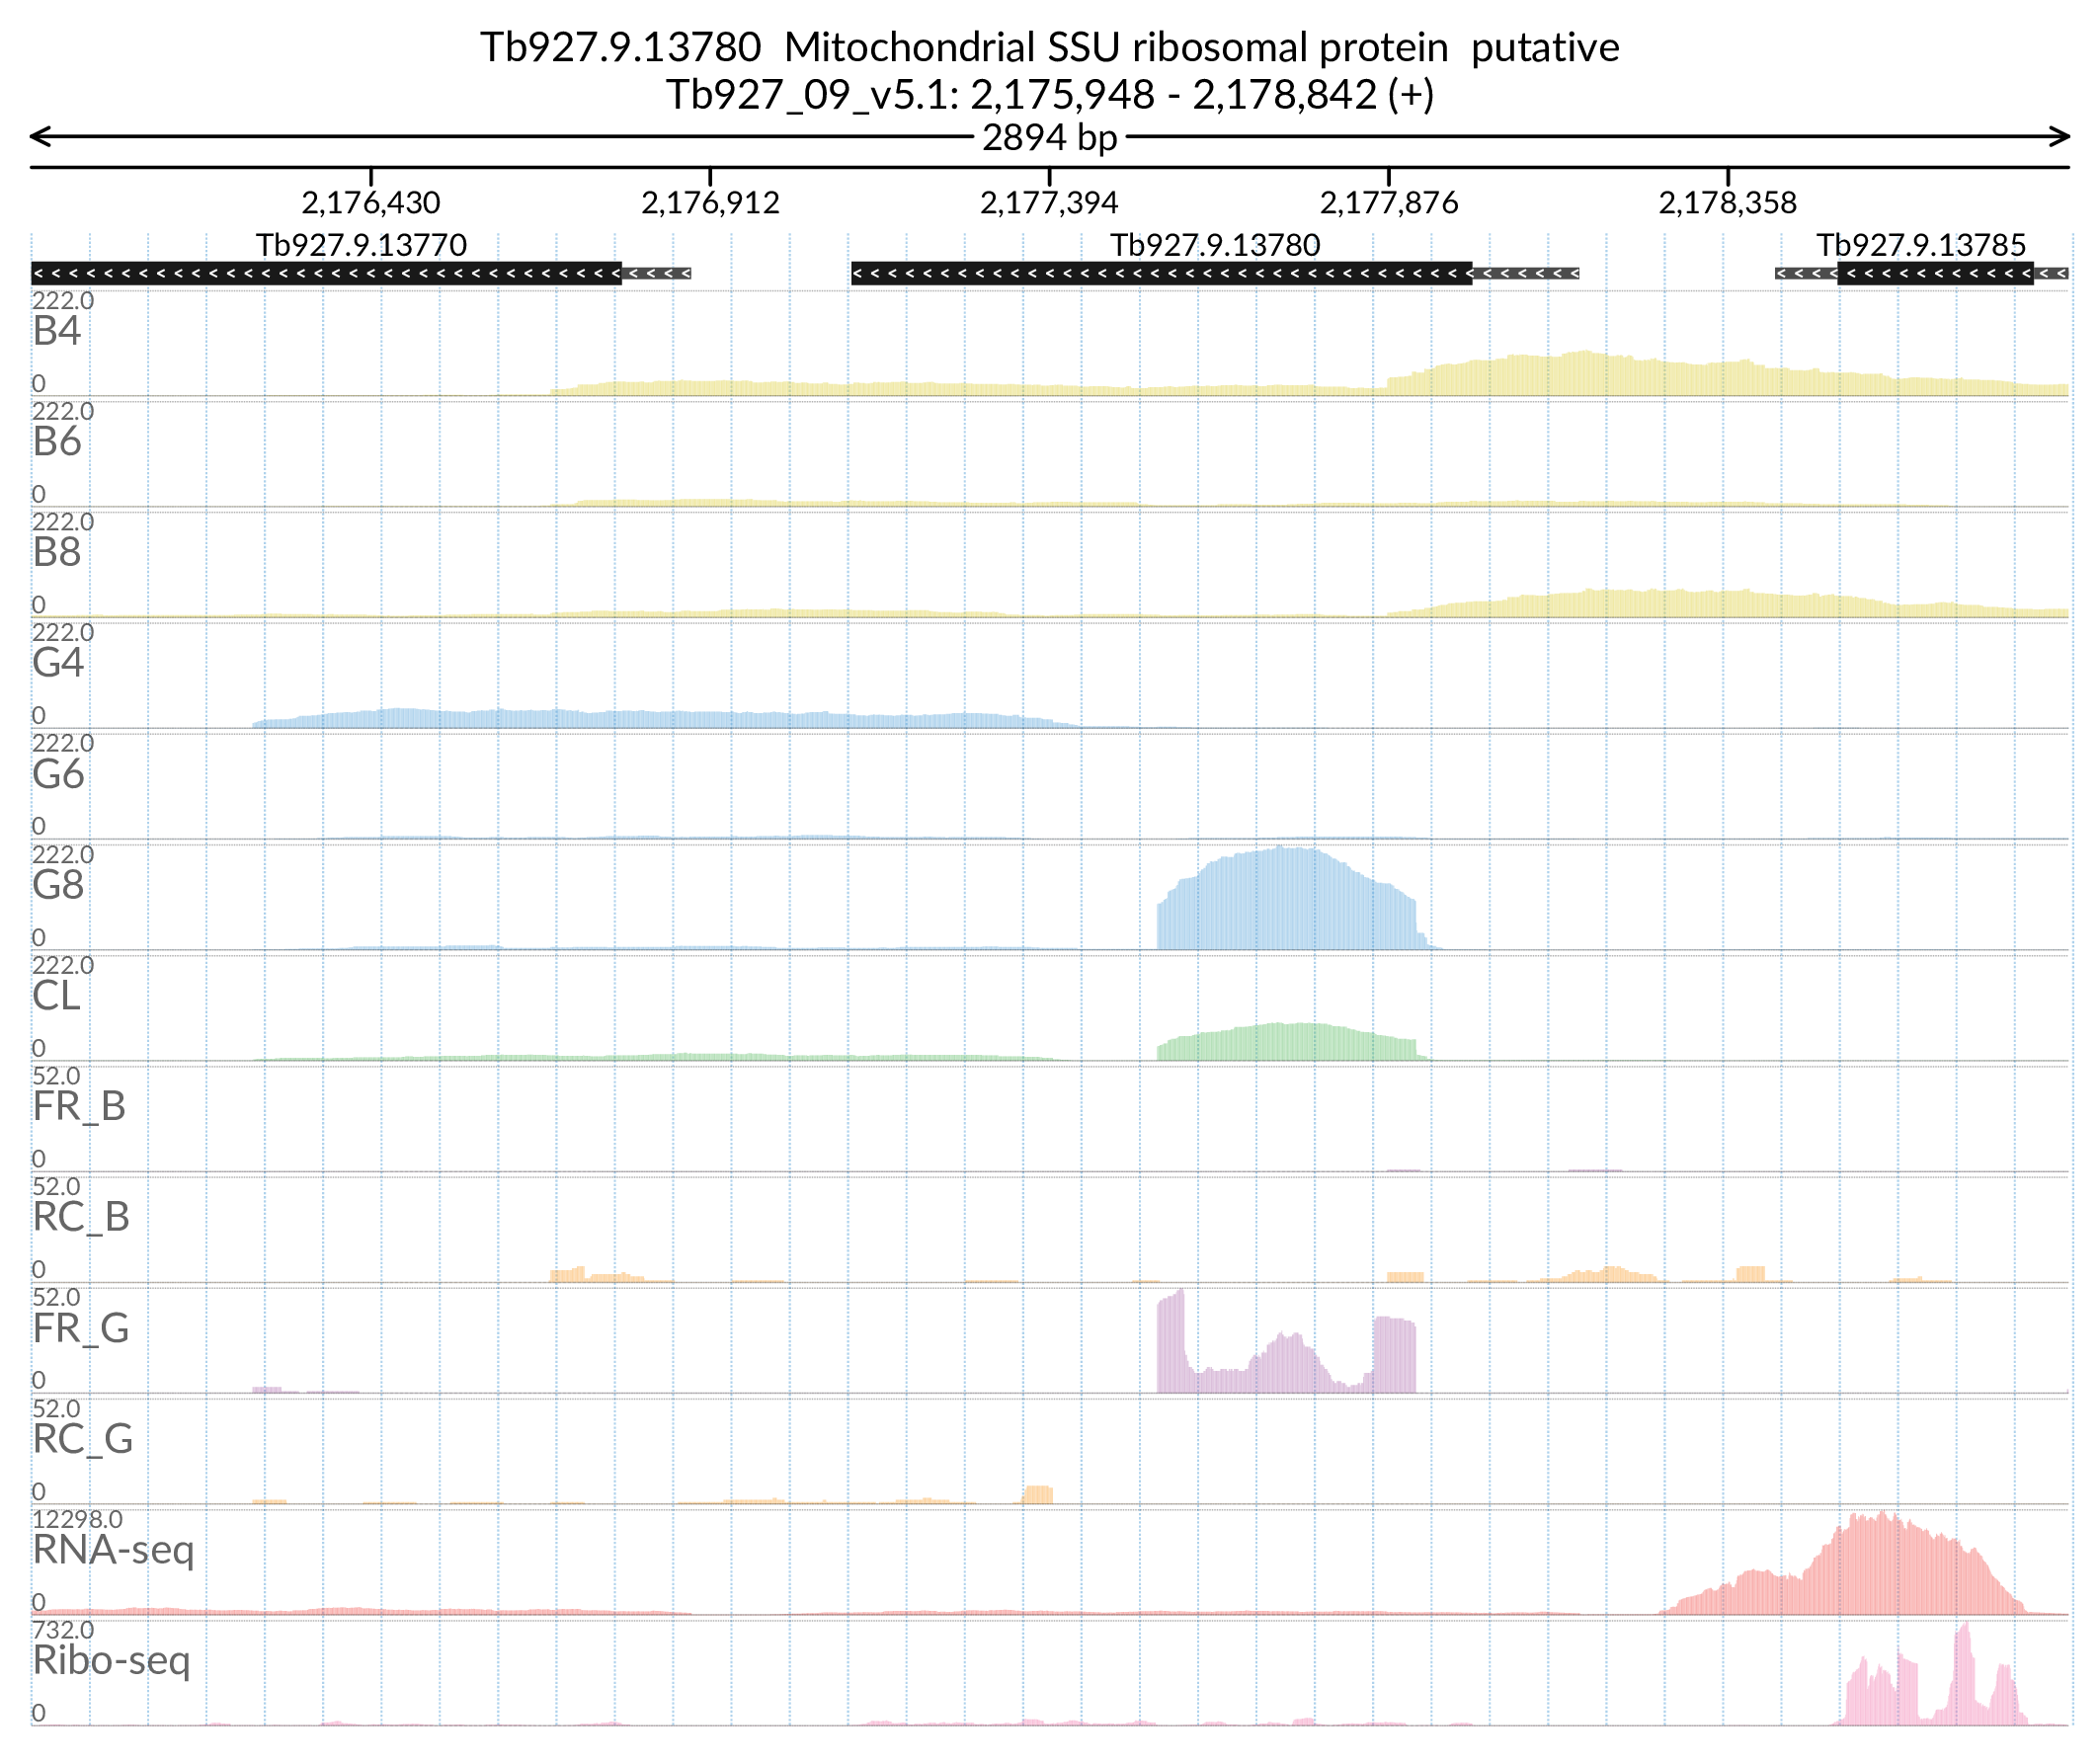 Tb927.9.13780 Mitochondrial SSU ribosomal protein putative
Tb927_09_v5.1: 2,175,948 - 2,178,842 (+)
2894 bp
2,176,430 2,176,912 2,177,394 2,177,876 2,178,358
Tb927.9.13770 Tb927.9.13780 Tb927.9.13785
222.0
B4
0
222.0
B6
0
222.0
B8
0
222.0
G4
0
222.0
G6
0
222.0
G8
0
222.0
CL
0
52.0
FR_B
0
52.0
RC_B
0
52.0
FR_G
0
52.0
RC_G
0
12298.0
RNA-seq
0
732.0
Ribo-seq
0